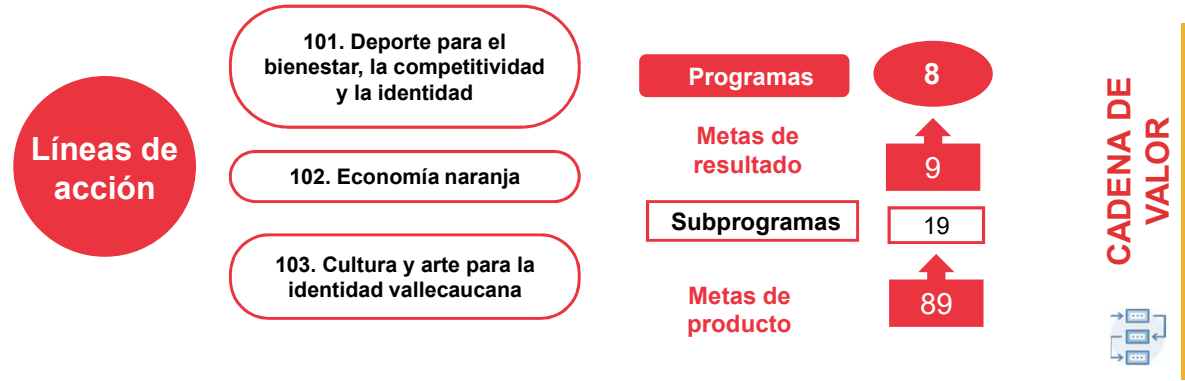 Líneas de
acción
101. Deporte para el
bienestar, la competitividad
y la identidad
102. Economía naranja
103. Cultura y arte para la
identidad vallecaucana
Programas
8
Metas de
resultado
9
Subprogramas
19
Metas de
producto
89
CADENA DE
VALOR